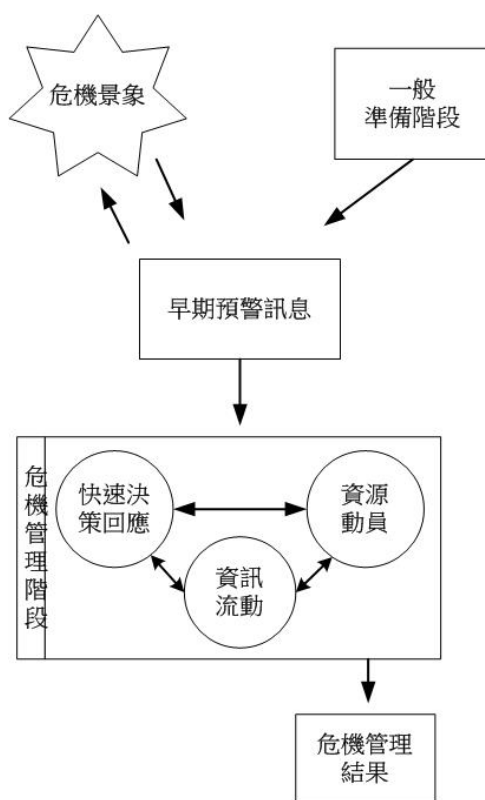 危機景象
一般
準備階段
早期預警訊息
危機管理階段
快速決
策回應
資源
動員
資訊
流動
危機管理
結果